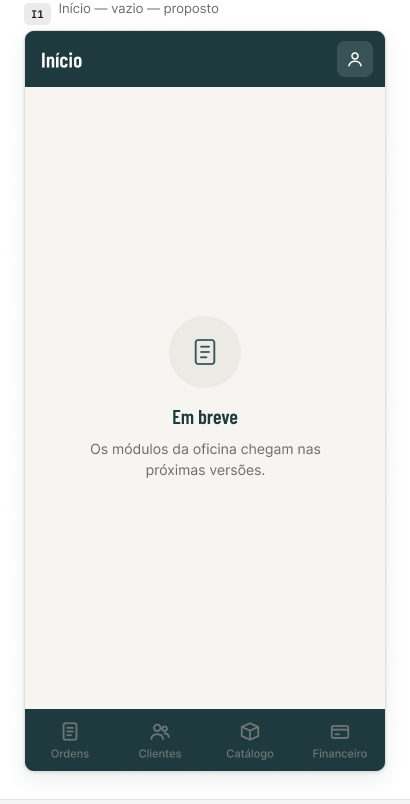 I1 Início — vazio — proposto
Início
Em breve
Os módulos da oficina chegam nas
próximas versões.
Ordens Clientes Catálogo Financeiro